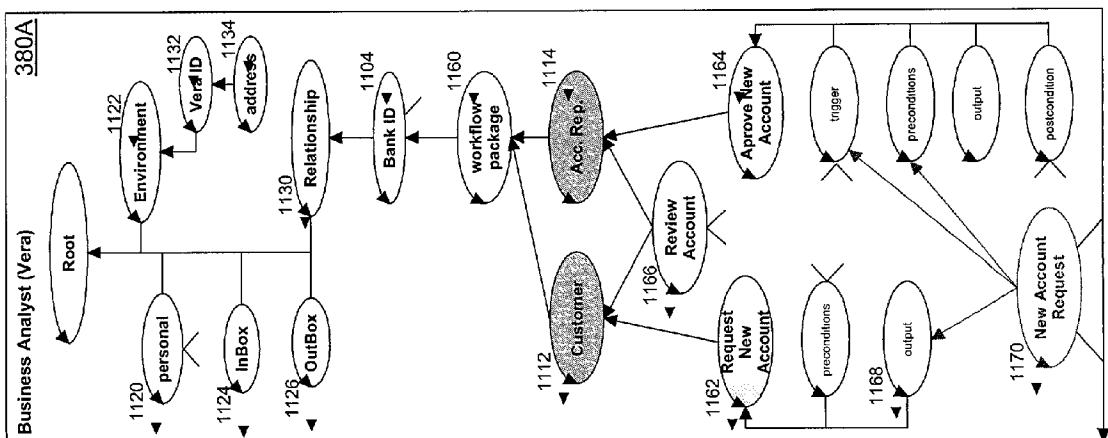 Business Analyst (Vera)
380A
Root
Environment
1122
Vera ID
1132
address
1134
personal
1120
InBox
1124
OutBox
1126
Relationship
1130
Bank ID
1104
workflow
package
1160
Customer
1112
Acc. Rep.
1114
Review
Account
1166
Request
New
Account
1162
Aprove New
Account
1164
preconditions
output
1168
trigger
preconditions
output
postcondition
New Account
Request
1170